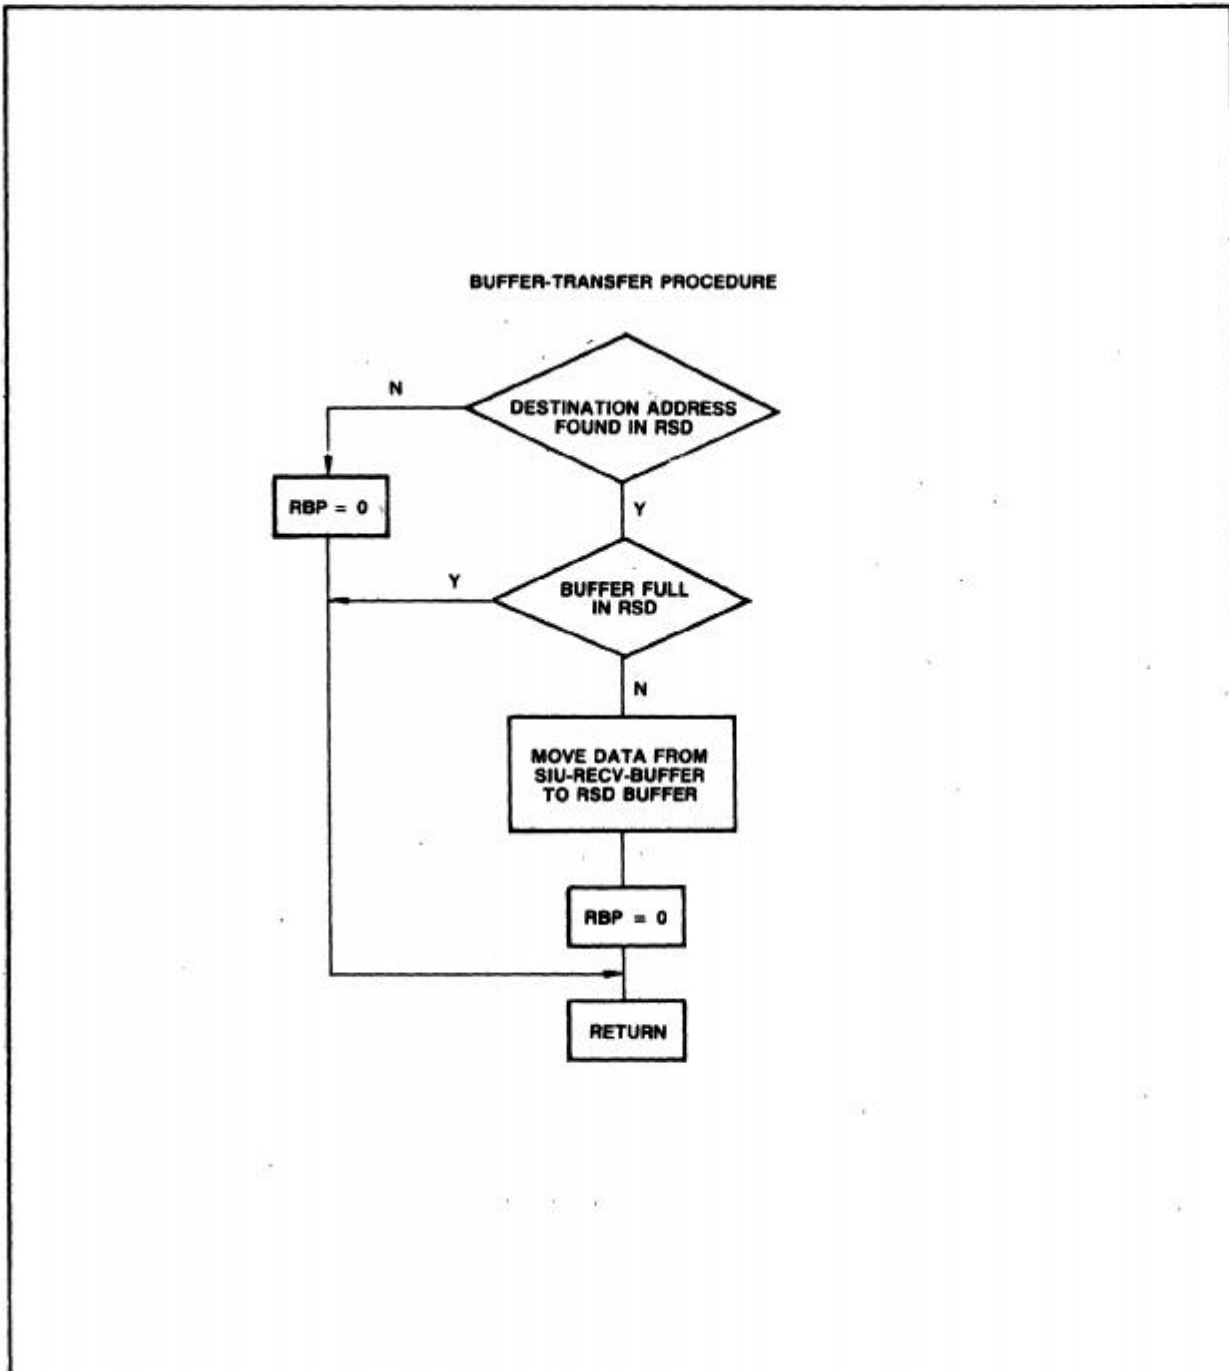 BUFFER-TRANSFER PROCEDURE
N
DESTINATION ADDRESS
FOUND IN RSD
RBP = 0
Y
Y
BUFFER FULL
IN RSD
N
MOVE DATA FROM
SIU-RECV-BUFFER
TO RSD BUFFER
RBP = 0
RETURN